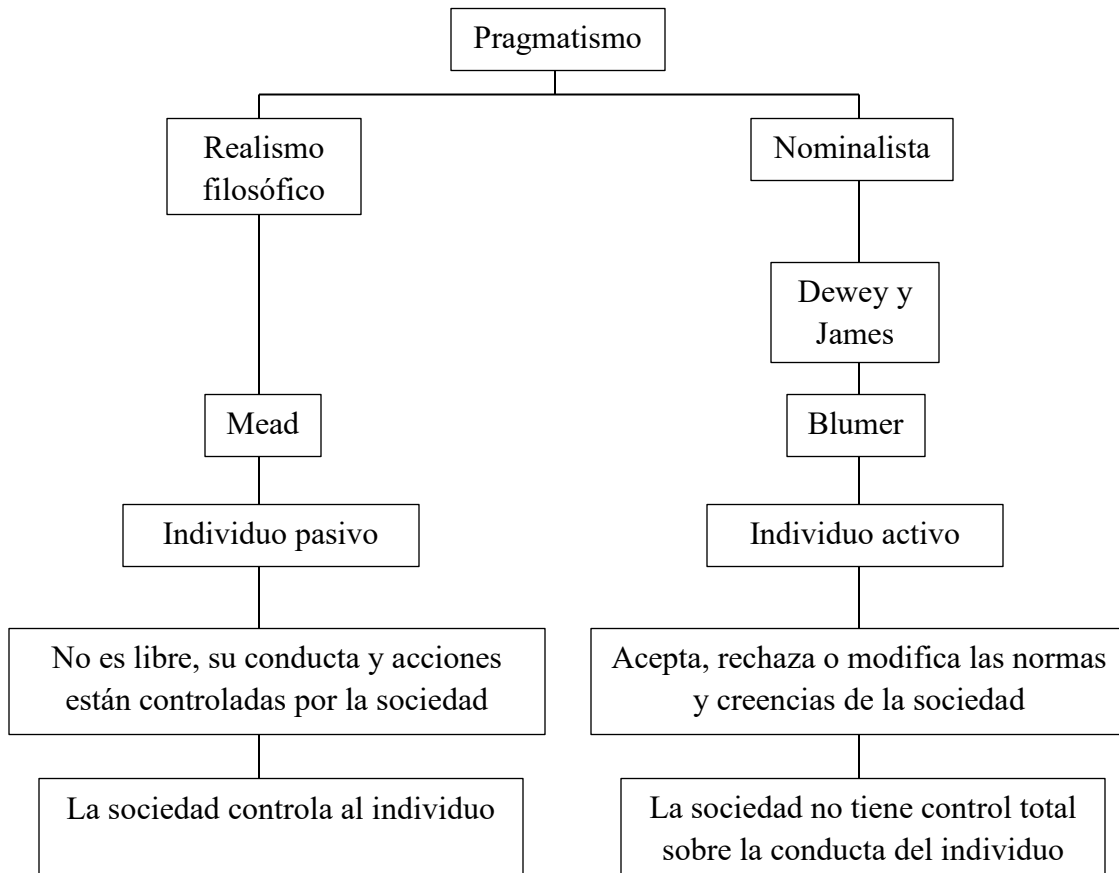 Pragmatismo
Realismo
filosófico
Nominalista
Dewey y
James
Mead
Blumer
Individuo pasivo
Individuo activo
No es libre, su conducta y acciones
están controladas por la sociedad
Acepta, rechaza o modifica las normas
y creencias de la sociedad
La sociedad controla al individuo
La sociedad no tiene control total
sobre la conducta del individuo